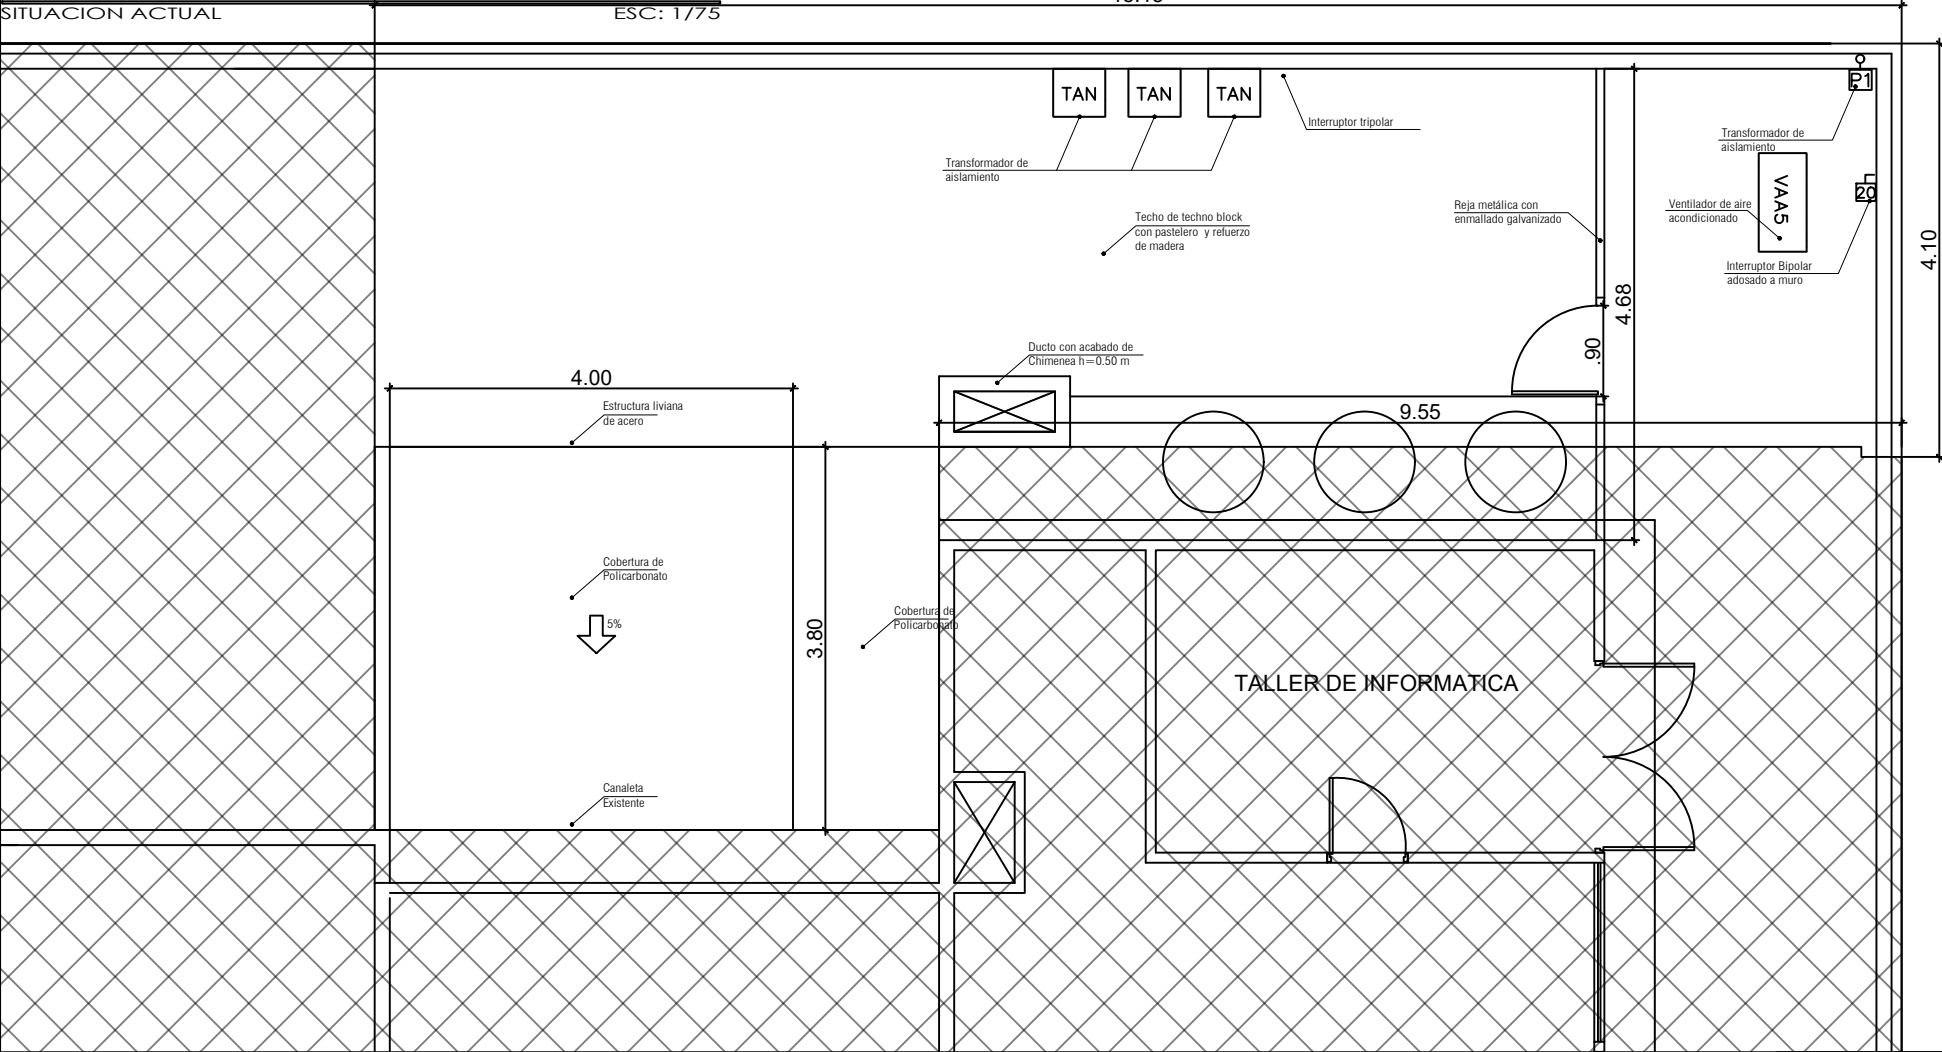 SITUACION ACTUAL
ESC: 1/75
TAN
TAN
TAN
P1
Interruptor tripolar
Transformador de
aislamiento
Transformador de
aislamiento
VAA5
20
Ventilador de aire
acondicionado
Reja metálica con
enmallado galvanizado
Techo de techno block
con pastelero y refuerzo
de madera
Interruptor Bipolar
adosado a muro
4.10
4.68
.90
Ducto con acabado de
Chimenea h=0.50 m
4.00
Estructura liviana
de acero
9.55
Cobertura de
Policarbonato
5%
3.80
Cobertura de
Policarbonato
TALLER DE INFORMATICA
Canaleta
Existente